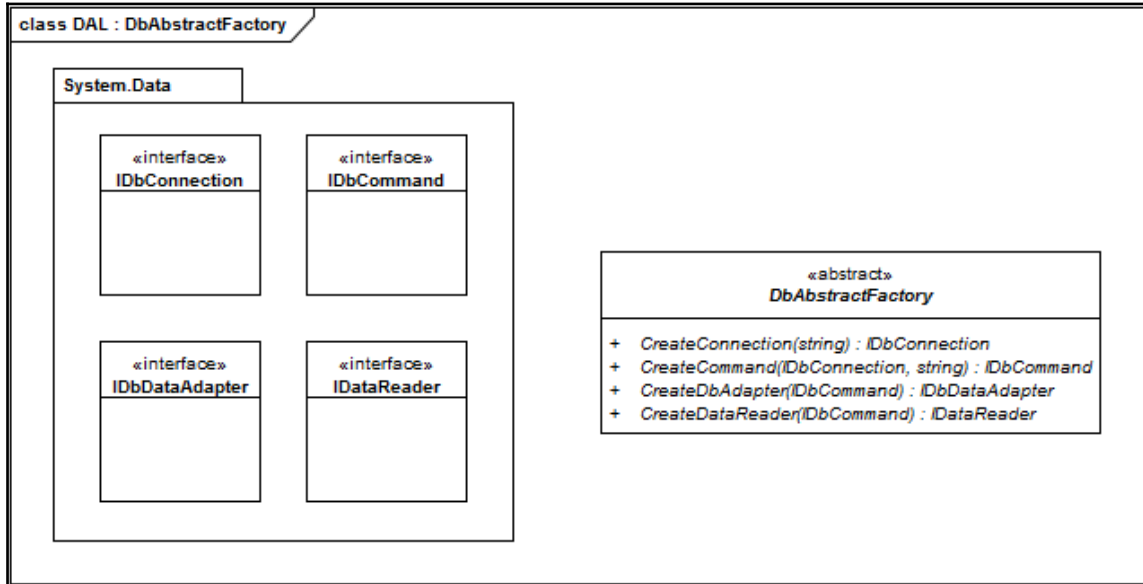 class DAL : DbAbstractFactory
System.Data
«interface»
IDbConnection
«interface»
IDbCommand
«interface»
IDbDataAdapter
«interface»
IDataReader
«abstract»
DbAbstractFactory
+ CreateConnection(string) : IDbConnection
+ CreateCommand(IDbConnection, string) : IDbCommand
+ CreateDbAdapter(IDbCommand) : IDbDataAdapter
+ CreateDataReader(IDbCommand) : IDataReader